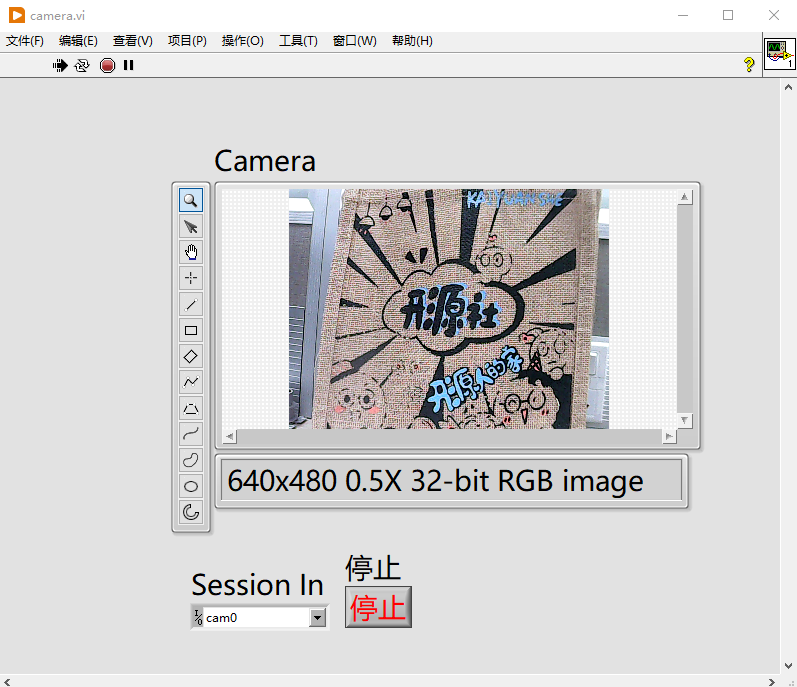 camera.vi
文件(F) 编辑(E) 查看(V) 项目(P) 操作(O) 工具(T) 窗口(W) 帮助(H)
?
1
Camera
KAIYUANSHE
开源社
开源人的家
640x480 0.5X 32-bit RGB image
停止
Session In
停止
I/O cam0